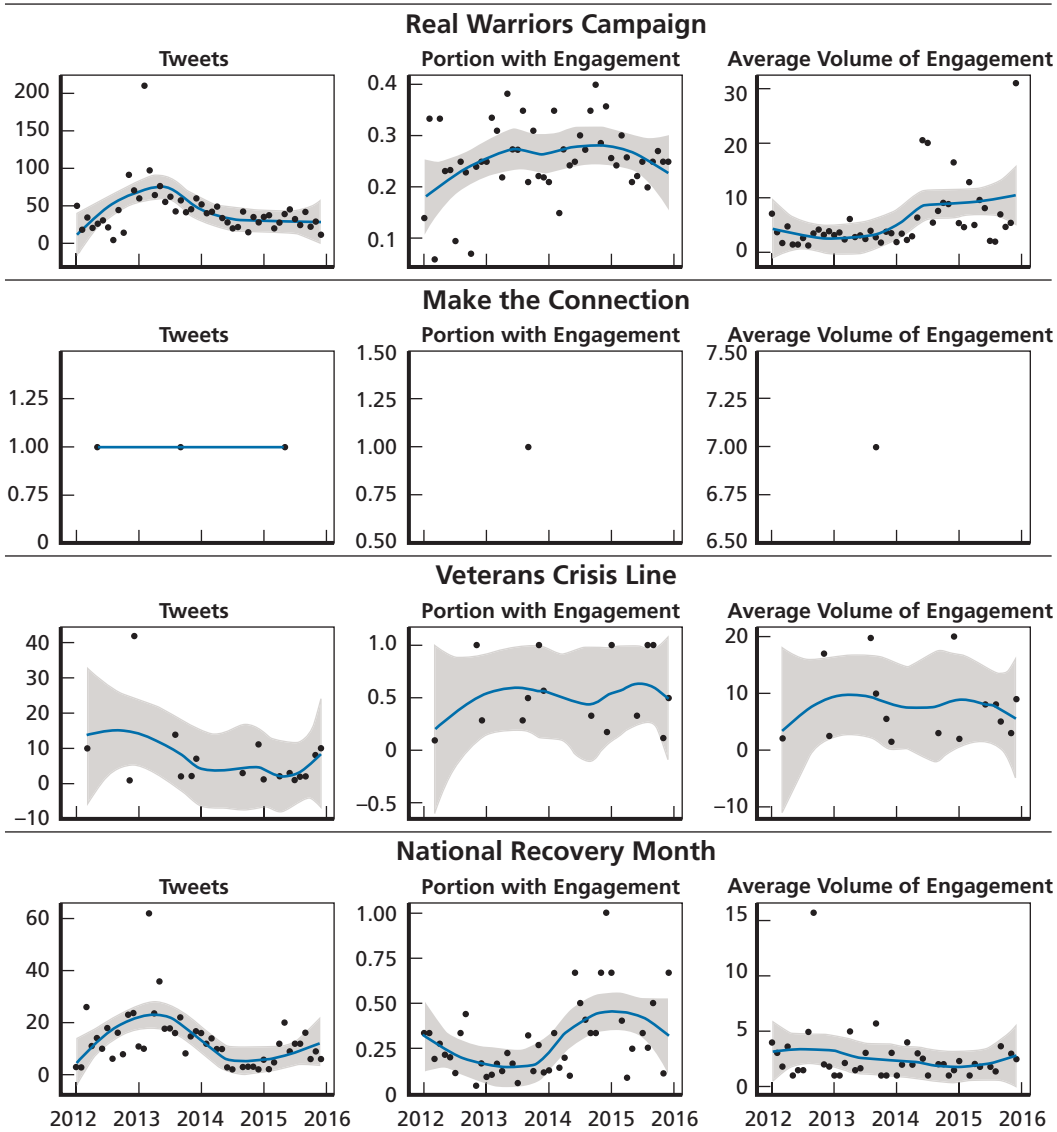 Real Warriors Campaign
Tweets
Portion with Engagement
Average Volume of Engagement
200
150
100
50
0
0.4
0.3
0.2
0.1
30
20
10
0
Make the Connection
Tweets
Portion with Engagement
Average Volume of Engagement
1.25
1.00
0.75
0
1.50
1.25
1.00
0.75
0.50
7.50
7.25
7.00
6.75
6.50
Veterans Crisis Line
Tweets
Portion with Engagement
Average Volume of Engagement
40
30
20
10
0
−10
1.0
0.5
0
−0.5
20
10
0
−10
National Recovery Month
Tweets
Portion with Engagement
Average Volume of Engagement
60
40
20
0
1.00
0.75
0.50
0.25
0
15
10
5
0
2012 2013 2014 2015 2016
2012 2013 2014 2015 2016
2012 2013 2014 2015 2016